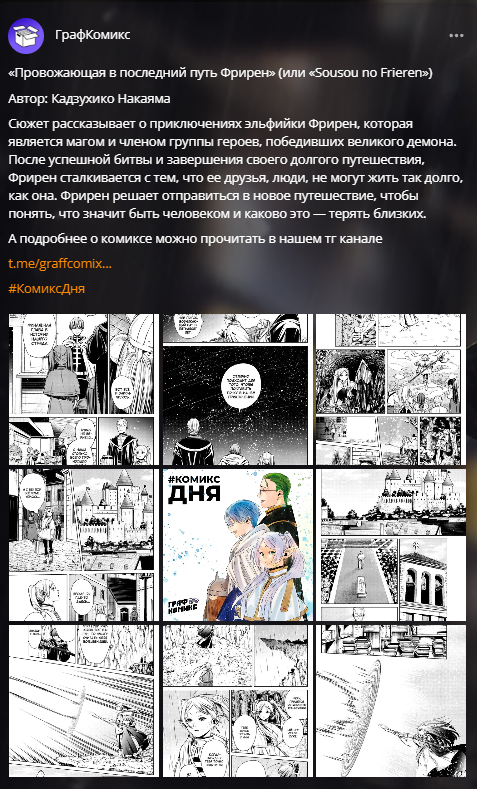 ГрафКомикс
«Провожающая в последний путь Фрирен» (или «Sousou no Frieren»)
Автор: Кадзухико Накаяма
Сюжет рассказывает о приключениях эльфийки Фрирен, которая
является магом и членом группы героев, победивших великого демона.
После успешной битвы и завершения своего долгого путешествия,
Фрирен сталкивается с тем, что ее друзья, люди, не могут жить так долго,
как она. Фрирен решает отправиться в новое путешествие, чтобы
понять, что значит быть человеком и каково это — терять близких.
А подробнее о комиксе можно прочитать в нашем тг канале
t.me/graffcomix...
#КомиксДня
#КОМИКС
ДНЯ
ГРАФ
КОМИКС